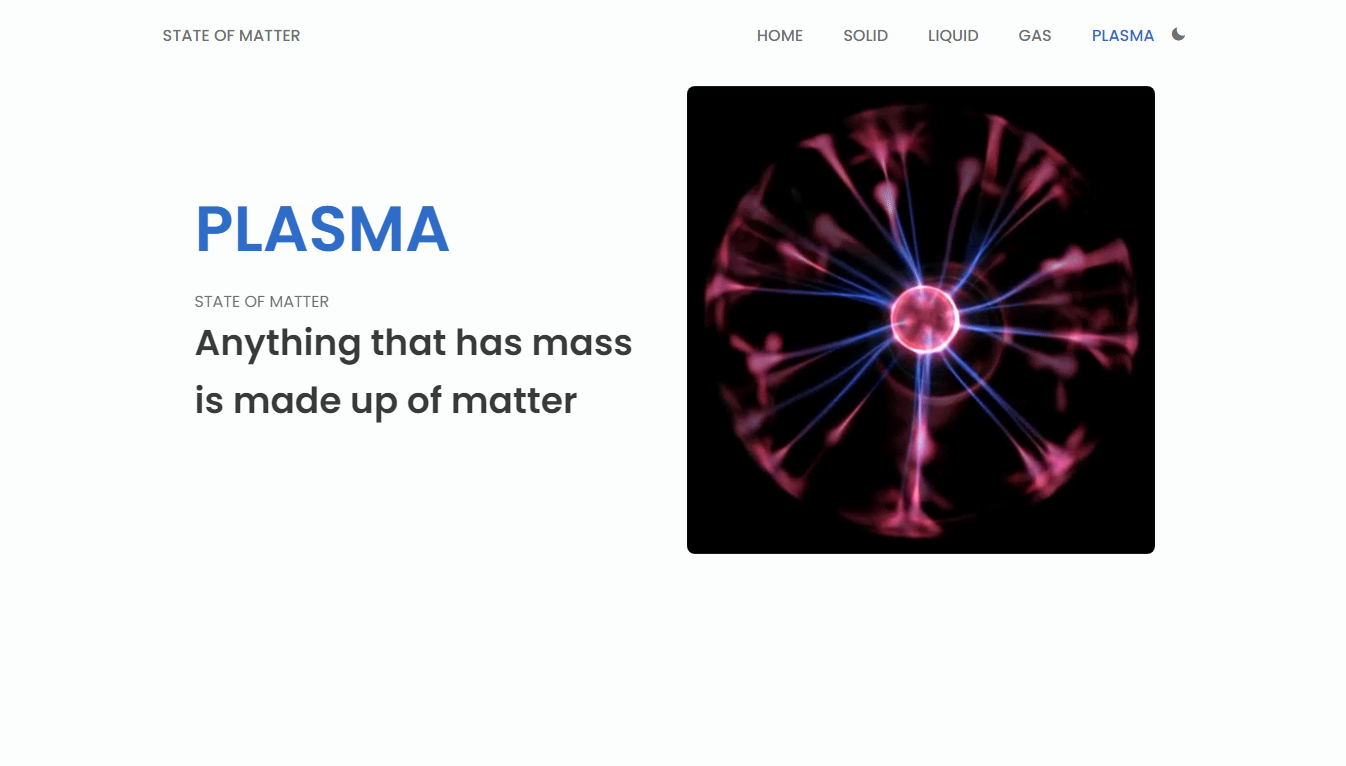 STATE OF MATTER
HOME SOLID LIQUID GAS PLASMA
PLASMA
STATE OF MATTER
Anything that has mass
is made up of matter